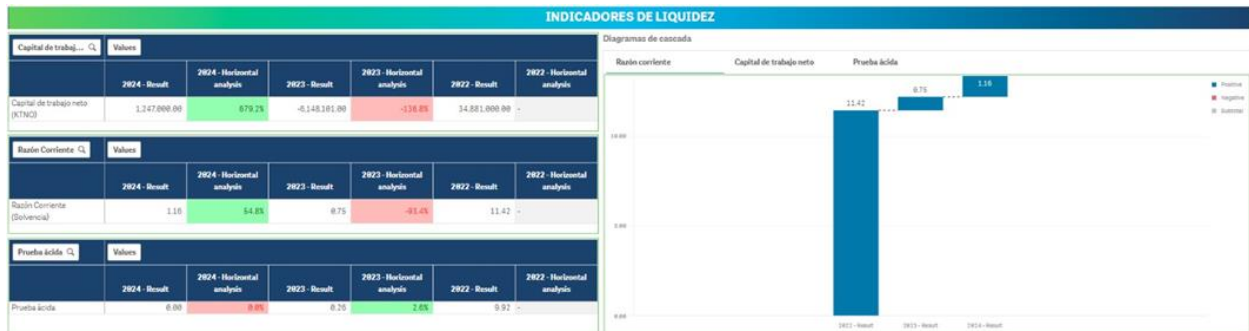 INDICADORES DE LIQUIDEZ
Capital de trabaj...
Values
2024 - Result
2024 - Horizontal analysis
2023 - Result
2023 - Horizontal analysis
2022 - Result
2022 - Horizontal analysis
Capital de trabajo neto (KTNO)
1,247,000.00
679.2%
34,881,000.00
-
Razón Corriente
Values
2024 - Result
2024 - Horizontal analysis
2023 - Result
2023 - Horizontal analysis
2022 - Result
2022 - Horizontal analysis
Razón Corriente (Solvencia)
1.16
54.8%
0.75
-93.4%
11.42
-
Prueba ácida
Values
2024 - Result
2024 - Horizontal analysis
2023 - Result
2023 - Horizontal analysis
2022 - Result
2022 - Horizontal analysis
Prueba ácida
0.00
0.0%
0.26
2.6%
9.92
-
Diagramas de cascada
Razón corriente
Capital de trabajo neto
Prueba ácida
11.42
0.75
1.16
10.00
5.00
0.00
2022 - Result
2023 - Result
2024 - Result
Positive
Negative
Subtotal